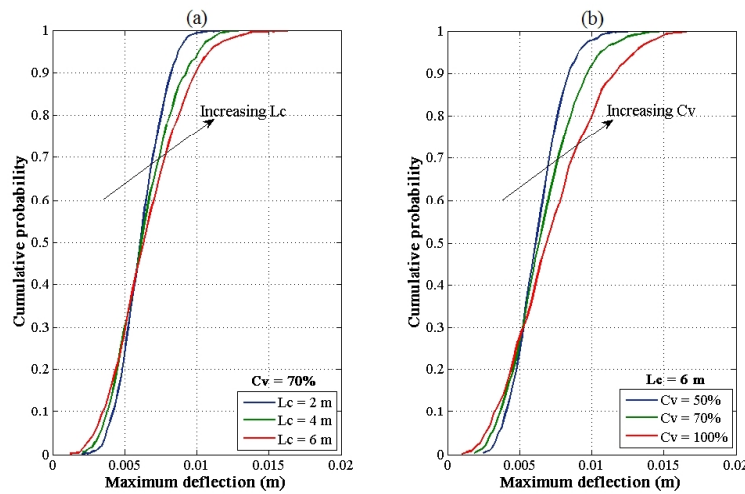 (a)
Cumulative probability
1
0.9
0.8
0.7
0.6
0.5
0.4
0.3
0.2
0.1
0
Increasing Lc
Cv = 70%
Lc = 2 m
Lc = 4 m
Lc = 6 m
0 0.005 0.01 0.015 0.02
Maximum deflection (m)
(b)
Cumulative probability
1
0.9
0.8
0.7
0.6
0.5
0.4
0.3
0.2
0.1
0
Increasing Cv
Lc = 6 m
Cv = 50%
Cv = 70%
Cv = 100%
0 0.005 0.01 0.015 0.02
Maximum deflection (m)